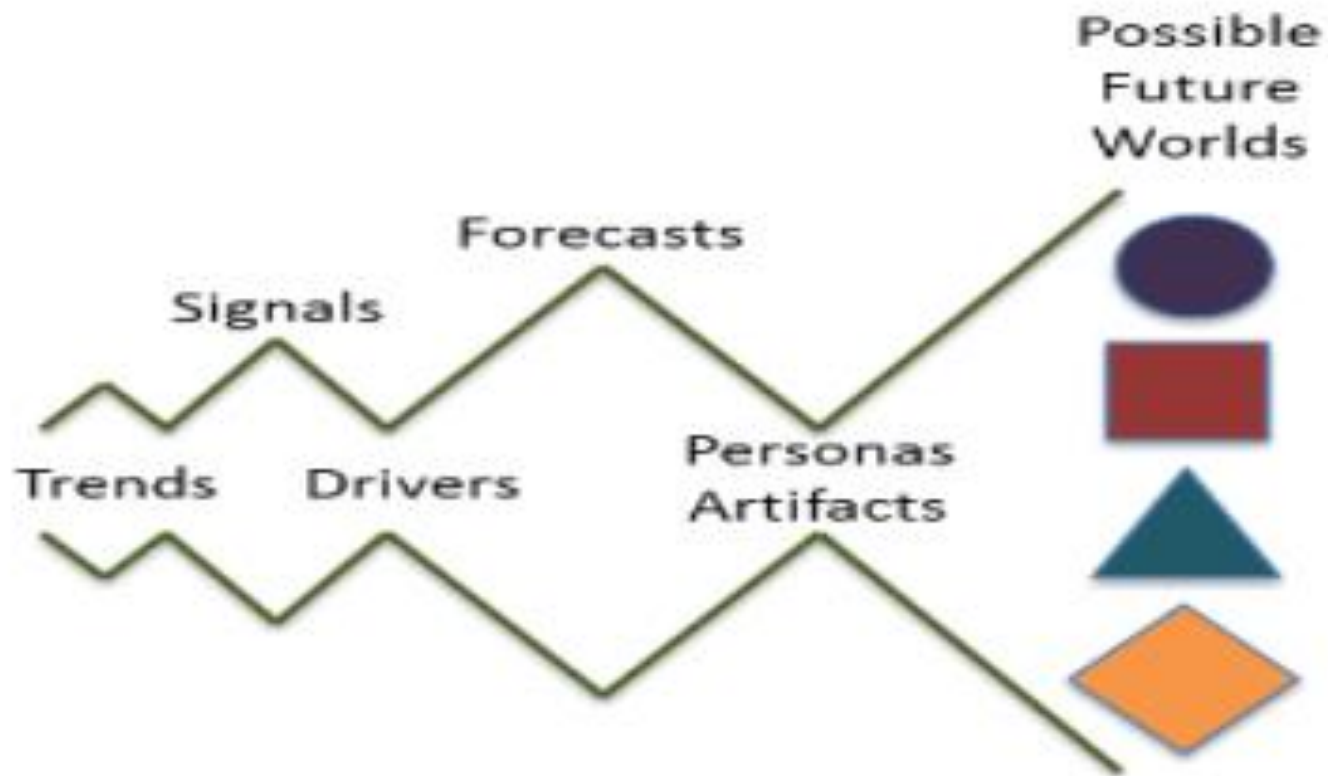 Possible
Future
Worlds
Forecasts
Signals
Trends
Drivers
Personas
Artifacts